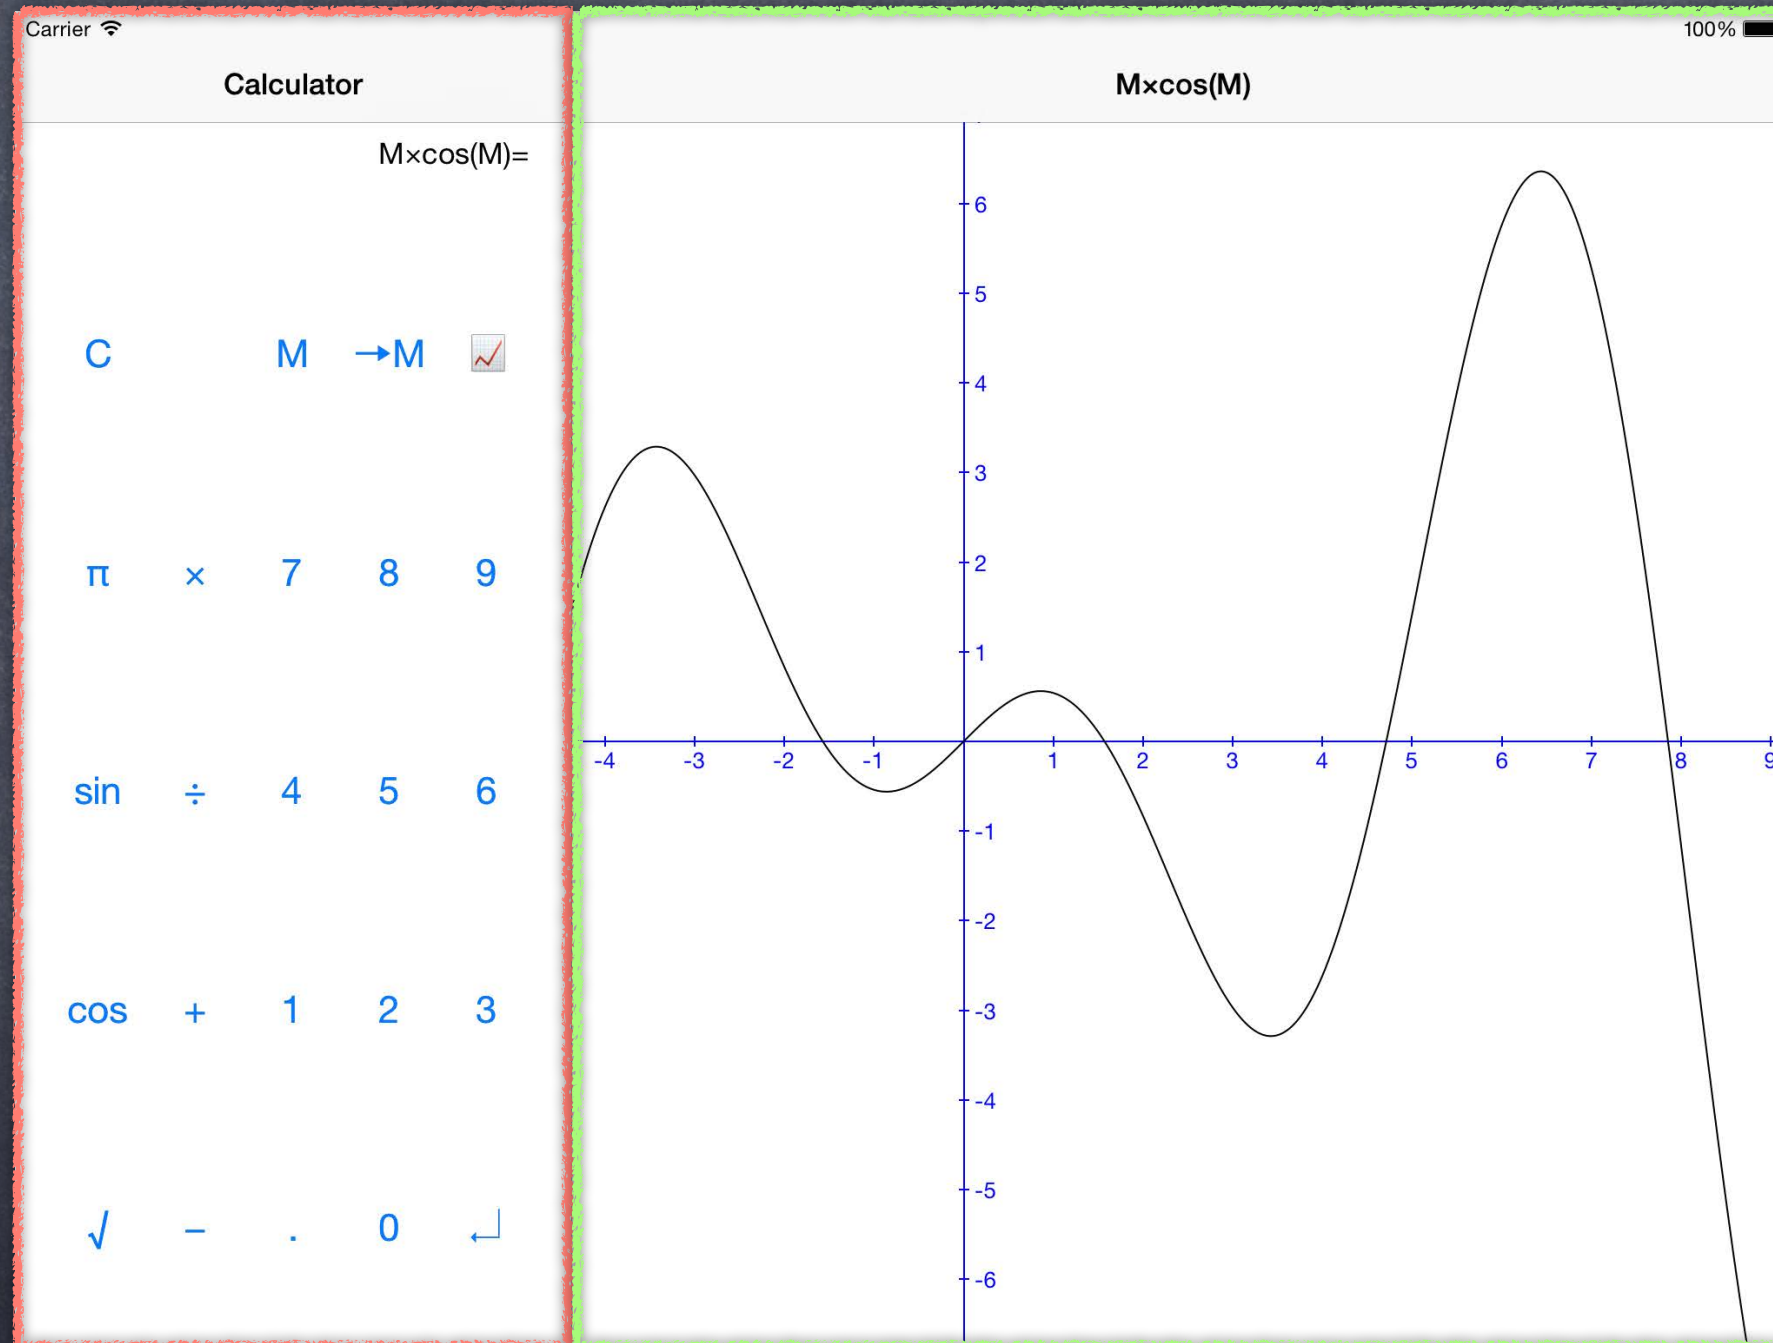 Carrier
100%
Calculator
M×cos(M)
M×cos(M)=
C M →M
π × 7 8 9
sin ÷ 4 5 6
cos + 1 2 3
√ − . 0 ↵
6
5
4
3
2
1
-4 -3 -2 -1 1 2 3 4 5 6 7 8 9
-1
-2
-3
-4
-5
-6